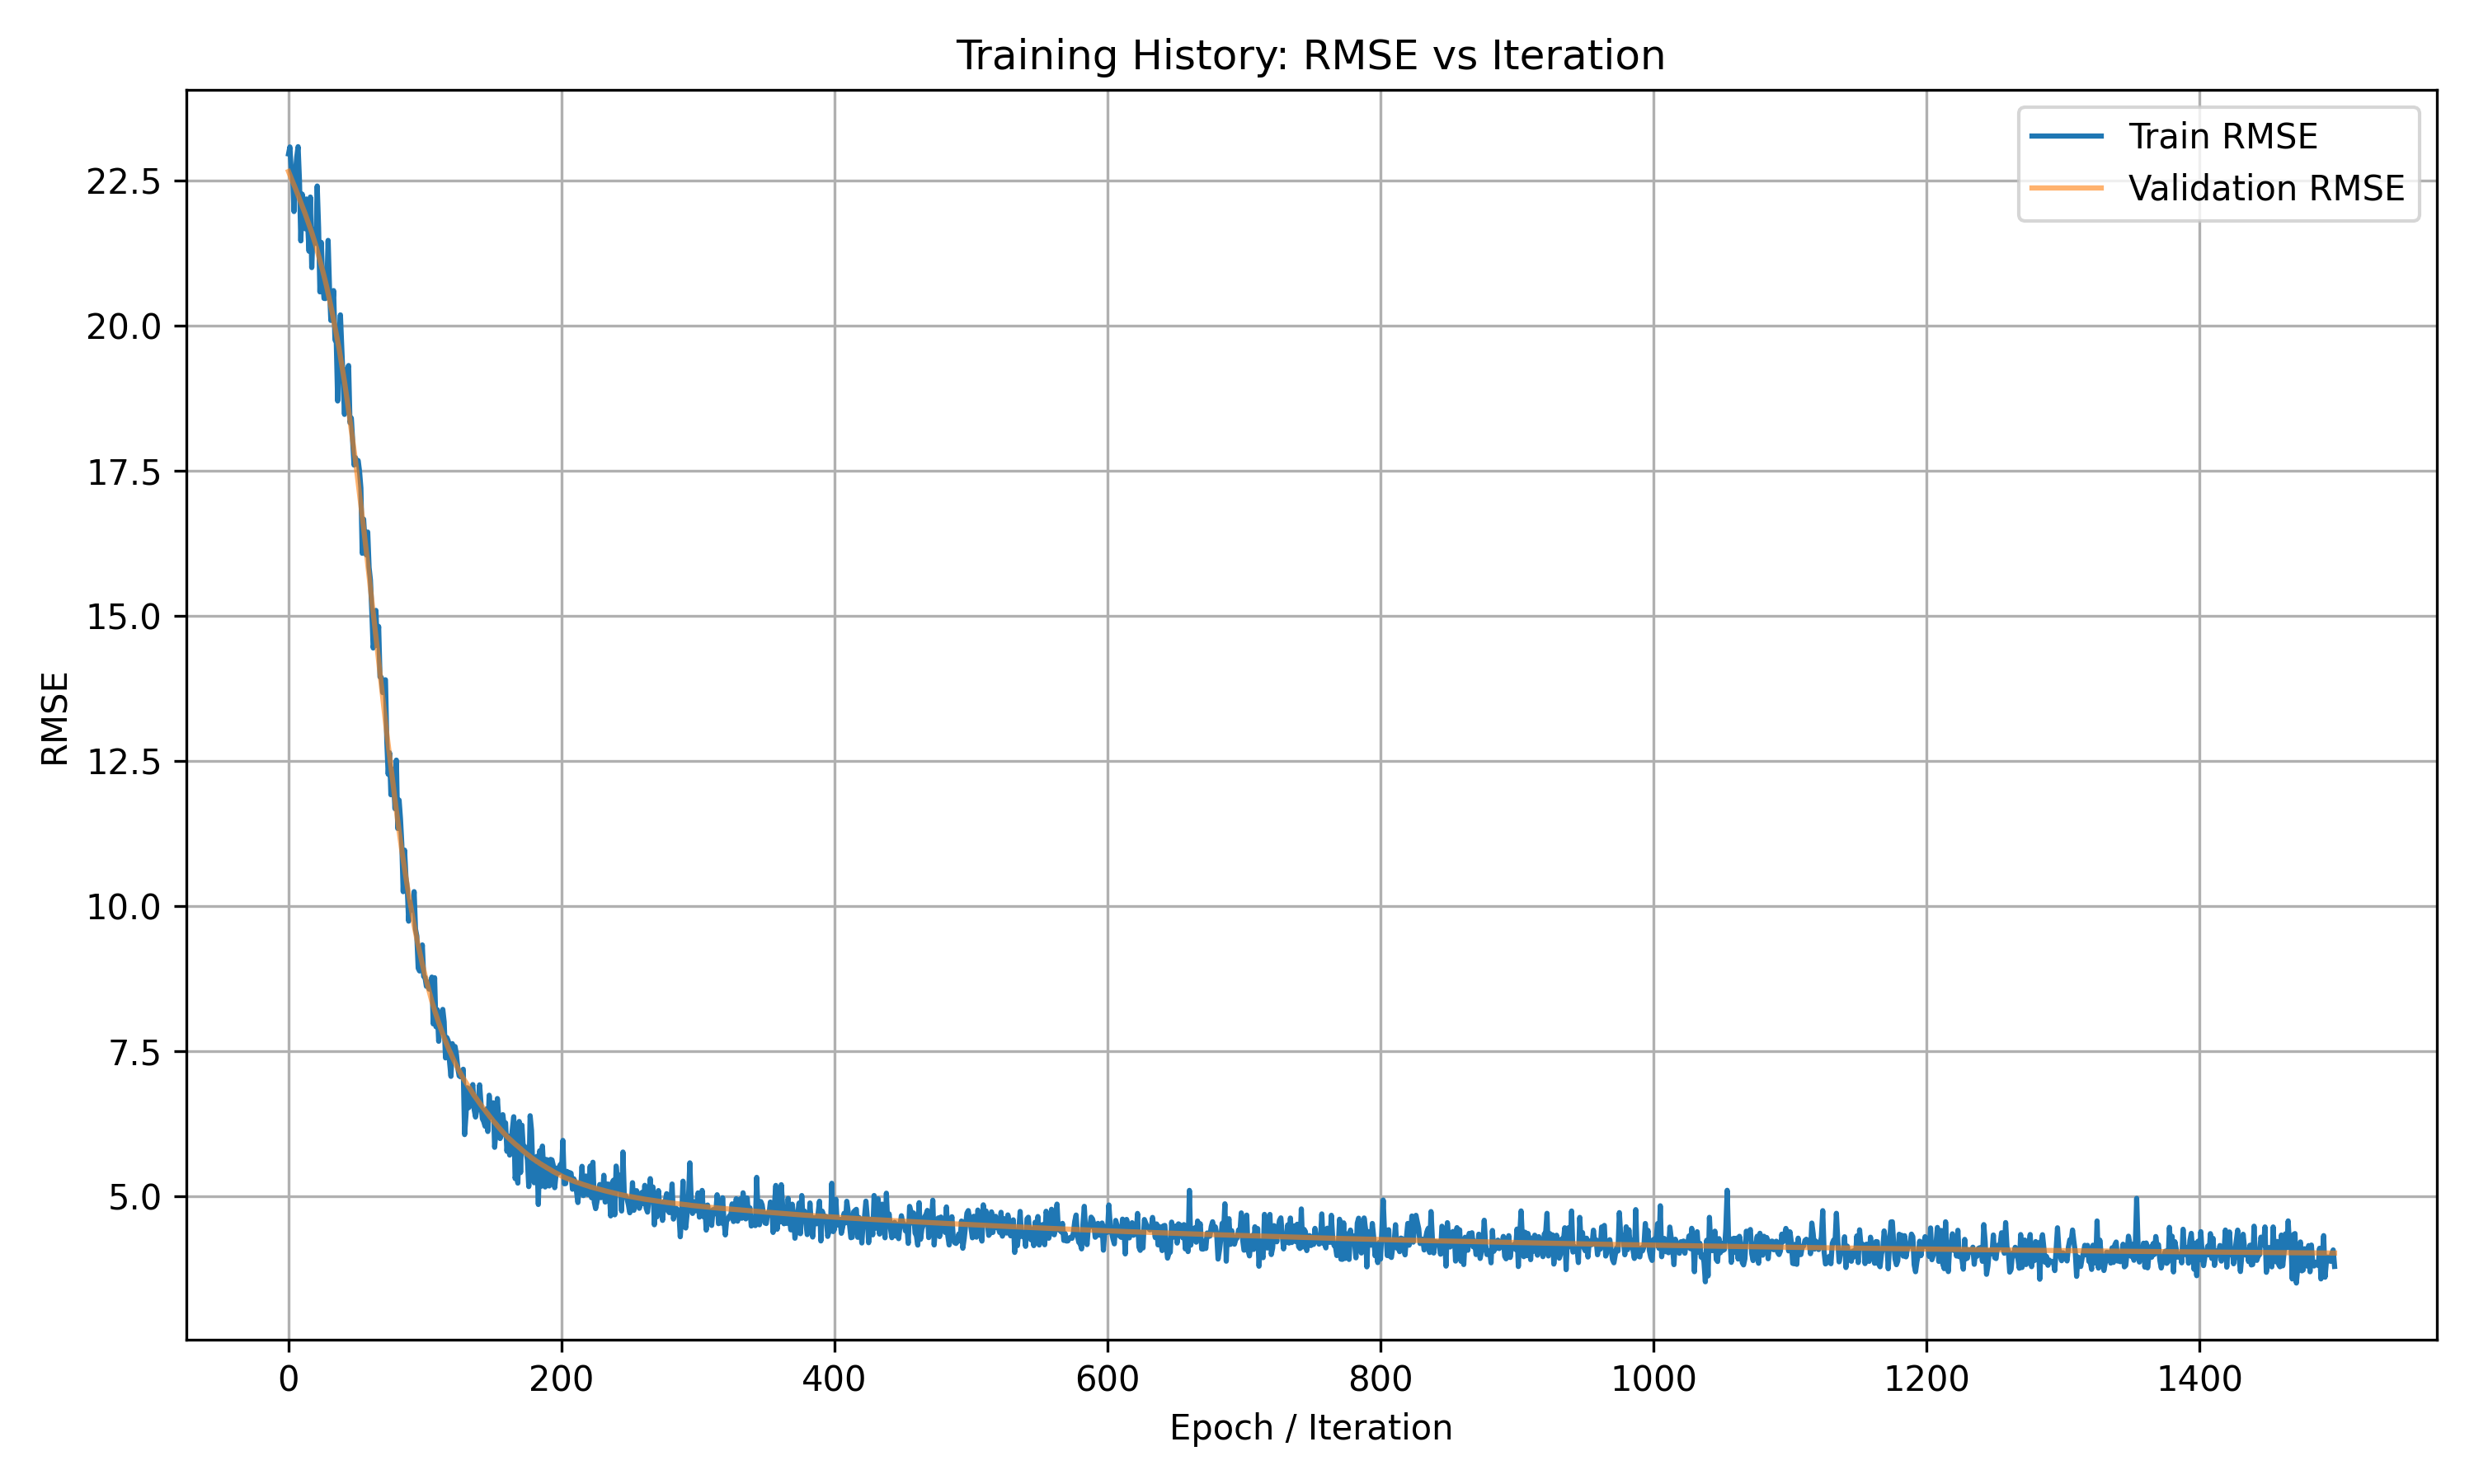 Training History: RMSE vs Iteration
Train RMSE
Validation RMSE
22.5
20.0
17.5
15.0
12.5
10.0
7.5
5.0
RMSE
0 200 400 600 800 1000 1200 1400
Epoch / Iteration